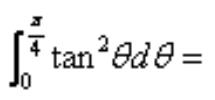 ∫₀^{π/4} tan²θdθ =